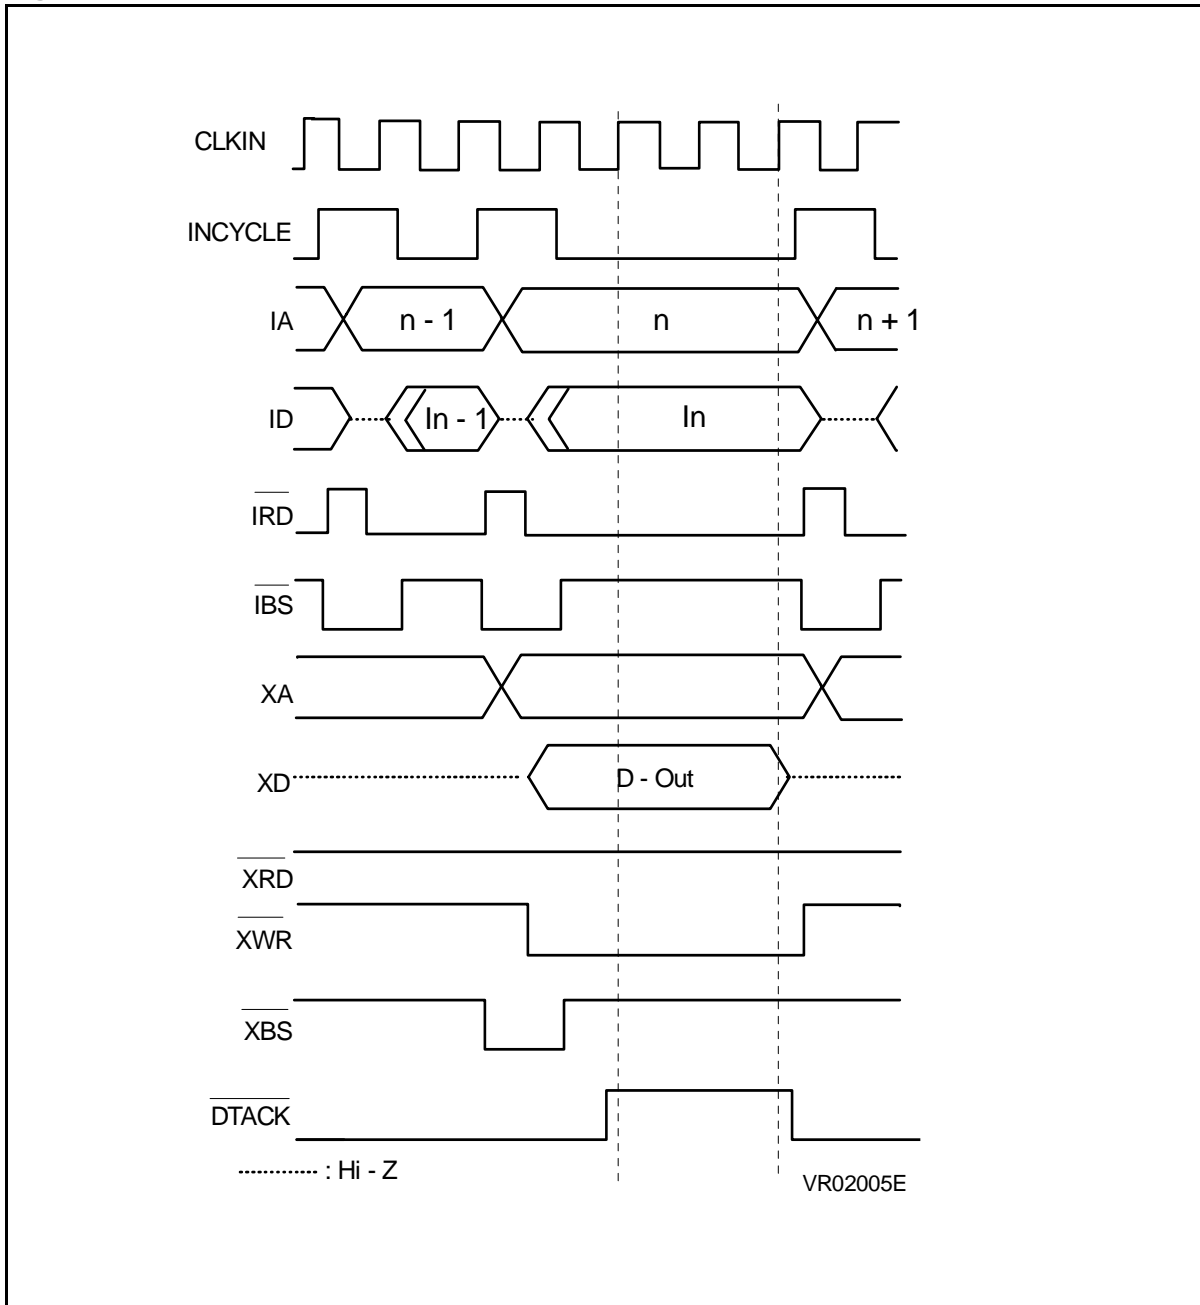 CLKIN
INCYCLE
IA n - 1 n n + 1
ID In - 1 In
IRD
IBS
XA
XD D - Out
XRD
XWR
XBS
DTACK
: Hi - Z
VR02005E